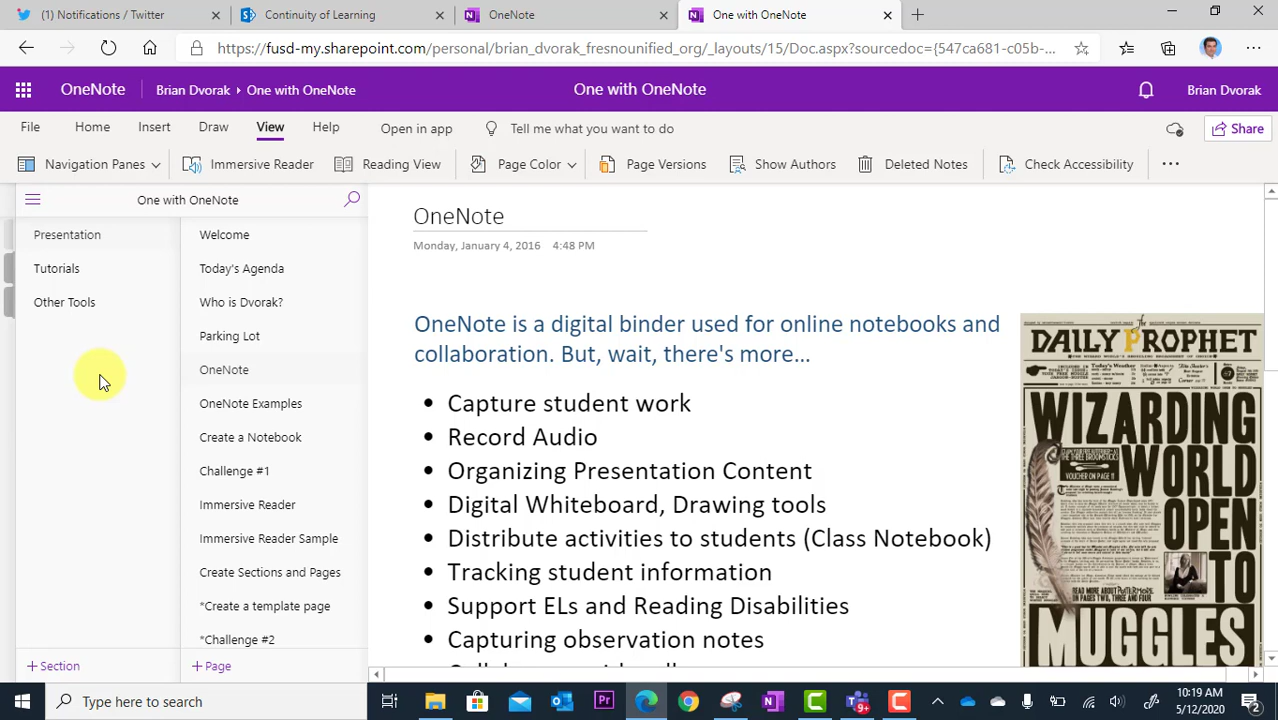 (1) Notifications / Twitter
Continuity of Learning
OneNote
One with OneNote
https://fusd-my.sharepoint.com/personal/brian_dvorak_fresnounified_org/_layouts/15/Doc.aspx?sourcedoc={547ca681-c05b-...
OneNote
Brian Dvorak › One with OneNote
One with OneNote
Brian Dvorak
File
Home
Insert
Draw
View
Help
Open in app
Tell me what you want to do
Share
Navigation Panes
Immersive Reader
Reading View
Page Color
Page Versions
Show Authors
Deleted Notes
Check Accessibility
One with OneNote
Presentation
Tutorials
Other Tools
+ Section
Welcome
Today's Agenda
Who is Dvorak?
Parking Lot
OneNote
OneNote Examples
Create a Notebook
Challenge #1
Immersive Reader
Immersive Reader Sample
Create Sections and Pages
*Create a template page
*Challenge #2
+ Page
OneNote
Monday, January 4, 2016 4:48 PM
OneNote is a digital binder used for online notebooks and
collaboration. But, wait, there's more...
• Capture student work
• Record Audio
• Organizing Presentation Content
• Digital Whiteboard, Drawing tools
• Distribute activities to students (Class Notebook)
• Tracking student information
• Support ELs and Reading Disabilities
• Capturing observation notes
the
DAILY PROPHET
WIZARDING
WORLD
OPEN
TO
MUGGLES
Type here to search
10:19 AM
5/12/2020